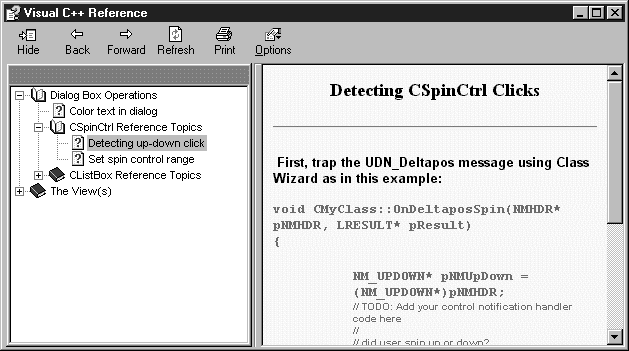 Visual C++ Reference
Hide Back Forward Refresh Print Options
Dialog Box Operations
Color text in dialog
CSpinCtrl Reference Topics
Detecting up-down click
Set spin control range
CListBox Reference Topics
The View(s)
Detecting CSpinCtrl Clicks
First, trap the UDN_Deltapos message using Class
Wizard as in this example:
void CMyClass::OnDeltaposSpin(NMHDR*
pNMHDR, LRESULT* pResult)
{
NM_UPDOWN* pNMUpDown =
(NM_UPDOWN*)pNMHDR;
// TODO: Add your control notification handler
code here
//
// did user spin up or down?